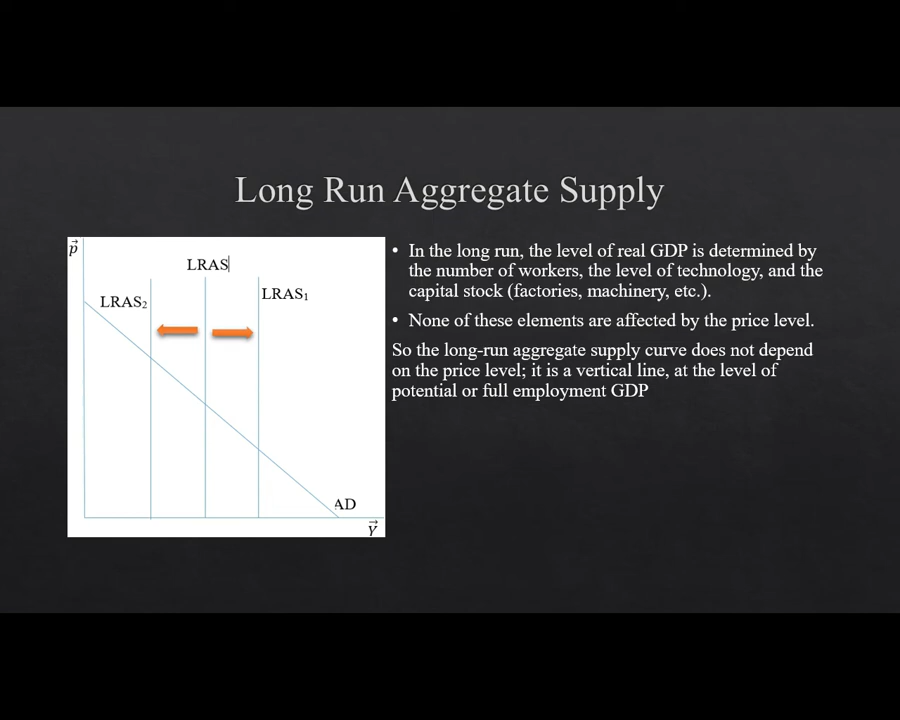 Long Run Aggregate Supply
p⃗
LRAS
LRAS₂
LRAS₁
AD
Y⃗
• In the long run, the level of real GDP is determined by
the number of workers, the level of technology, and the
capital stock (factories, machinery, etc.).
• None of these elements are affected by the price level.
So the long-run aggregate supply curve does not depend
on the price level; it is a vertical line, at the level of
potential or full employment GDP